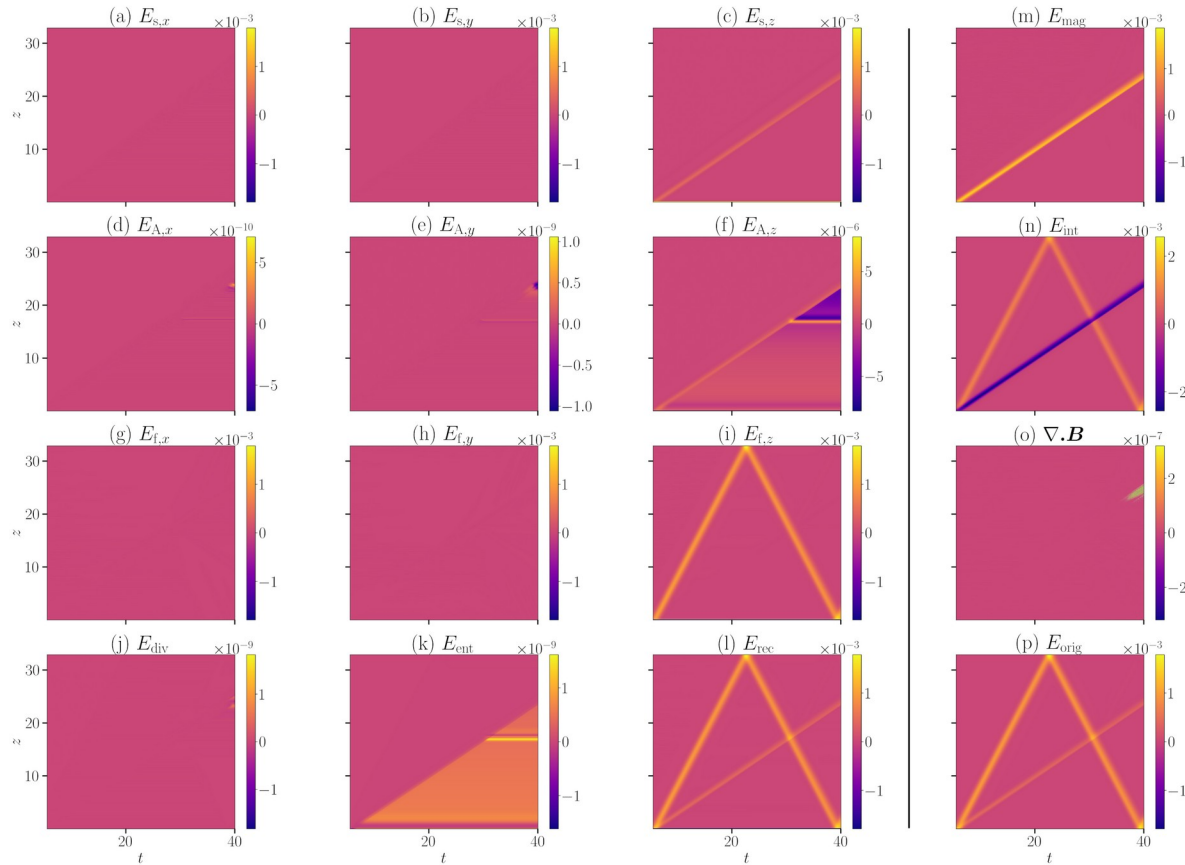 (a) E_{s,x} ×10^{-3} (b) E_{s,y} ×10^{-3} (c) E_{s,z} ×10^{-3} (m) E_{mag} ×10^{-3}
30 1 1 1 1
20 0 0 0 0
z
10 −1 −1 −1 −1
(d) E_{A,x} ×10^{-10} (e) E_{A,y} ×10^{-9} (f) E_{A,z} ×10^{-6} (n) E_{int} ×10^{-3}
30 5 1.0 5 2
0.5
20 0 0.0 0 0
z
10 −0.5
−5 −1.0 −5 −2
(g) E_{f,x} ×10^{-3} (h) E_{f,y} ×10^{-3} (i) E_{f,z} ×10^{-3} (o) ∇.B ×10^{-7}
30 1 1 1 2
20 0 0 0 0
z
10 −1 −1 −1 −2
(j) E_{div} ×10^{-9} (k) E_{ent} ×10^{-9} (l) E_{rec} ×10^{-3} (p) E_{orig} ×10^{-3}
30 1 1 1 1
20 0 0 0 0
z
10 −1 −1 −1 −1
20 40 20 40 20 40 20 40
t t t t